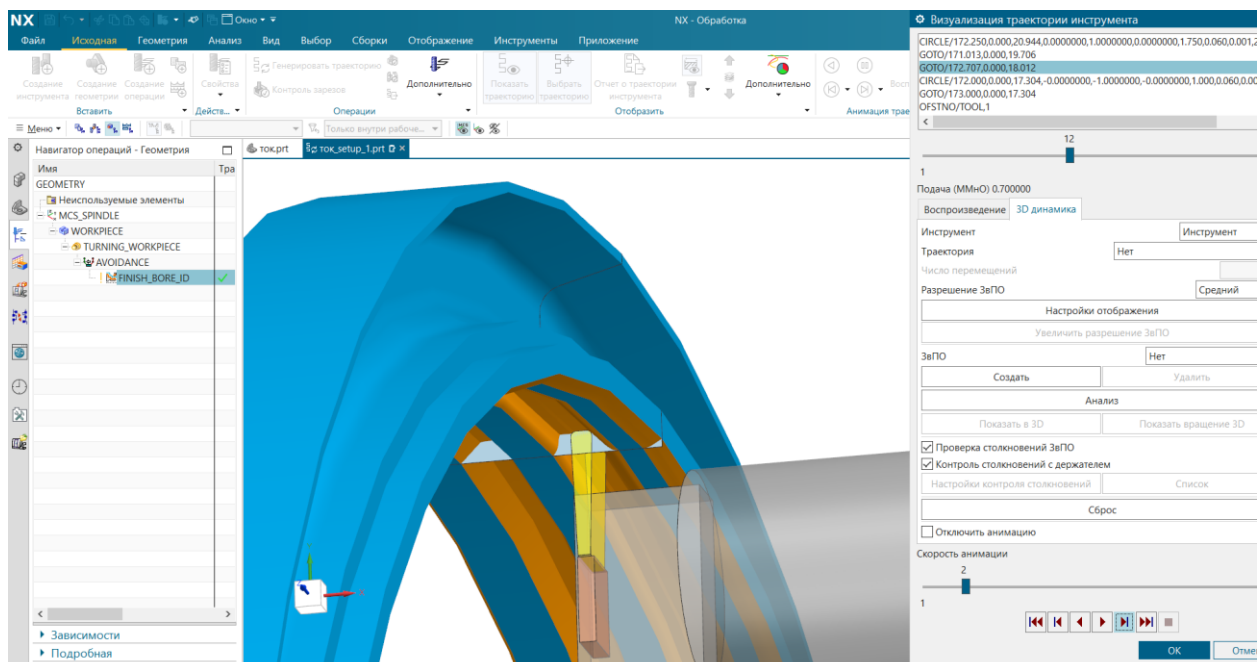 NX
Окно
NX - Обработка
Визуализация траектории инструмента
Файл Исходная Геометрия Анализ Вид Выбор Сборки Отображение Инструменты Приложение
Создание инструмента
Создание геометрии
Создание операции
Вставить
Свойства
Действ...
Генерировать траекторию
Контроль зарезов
Дополнительно
Операции
Показать траекторию
Выбрать траекторию
Отчет о траектории инструмента
Отобразить
Дополнительно
Восп
Анимация трае
Меню
Только внутри рабоче...
Навигатор операций - Геометрия
ток.prt
ток_setup_1.prt
Имя Тра
GEOMETRY
Неиспользуемые элементы
MCS_SPINDLE
WORKPIECE
TURNING_WORKPIECE
AVOIDANCE
FINISH_BORE_ID
Зависимости
Подробная
CIRCLE/172.250,0.000,20.944,0.0000000,1.0000000,0.0000000,1.750,0.060,0.001,2
GOTO/171.013,0.000,19.706
GOTO/172.707,0.000,18.012
CIRCLE/172.000,0.000,17.304,-0.0000000,-1.0000000,-0.0000000,1.000,0.060,0.00
GOTO/173.000,0.000,17.304
OFSTNO/TOOL,1
12
1
Подача (ММнО) 0.700000
Воспроизведение 3D динамика
Инструмент Инструмент
Траектория Нет
Число перемещений
Разрешение ЗвПО Средний
Настройки отображения
Увеличить разрешение ЗвПО
ЗвПО Нет
Создать Удалить
Анализ
Показать в 3D Показать вращение 3D
Проверка столкновений ЗвПО
Контроль столкновений с держателем
Настройки контроля столкновений Список
Сброс
Отключить анимацию
Скорость анимации
2
1
OK Отме